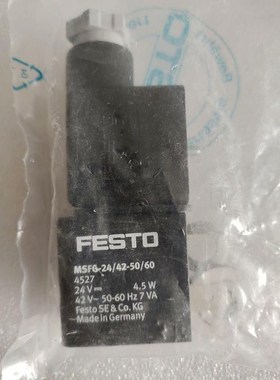 FESTO
MSFG-24/42-50/60
4527
24 V⎓ 4.5 W
42 V~ 50-60 Hz 7 VA
Festo SE & Co. KG
Made in Germany